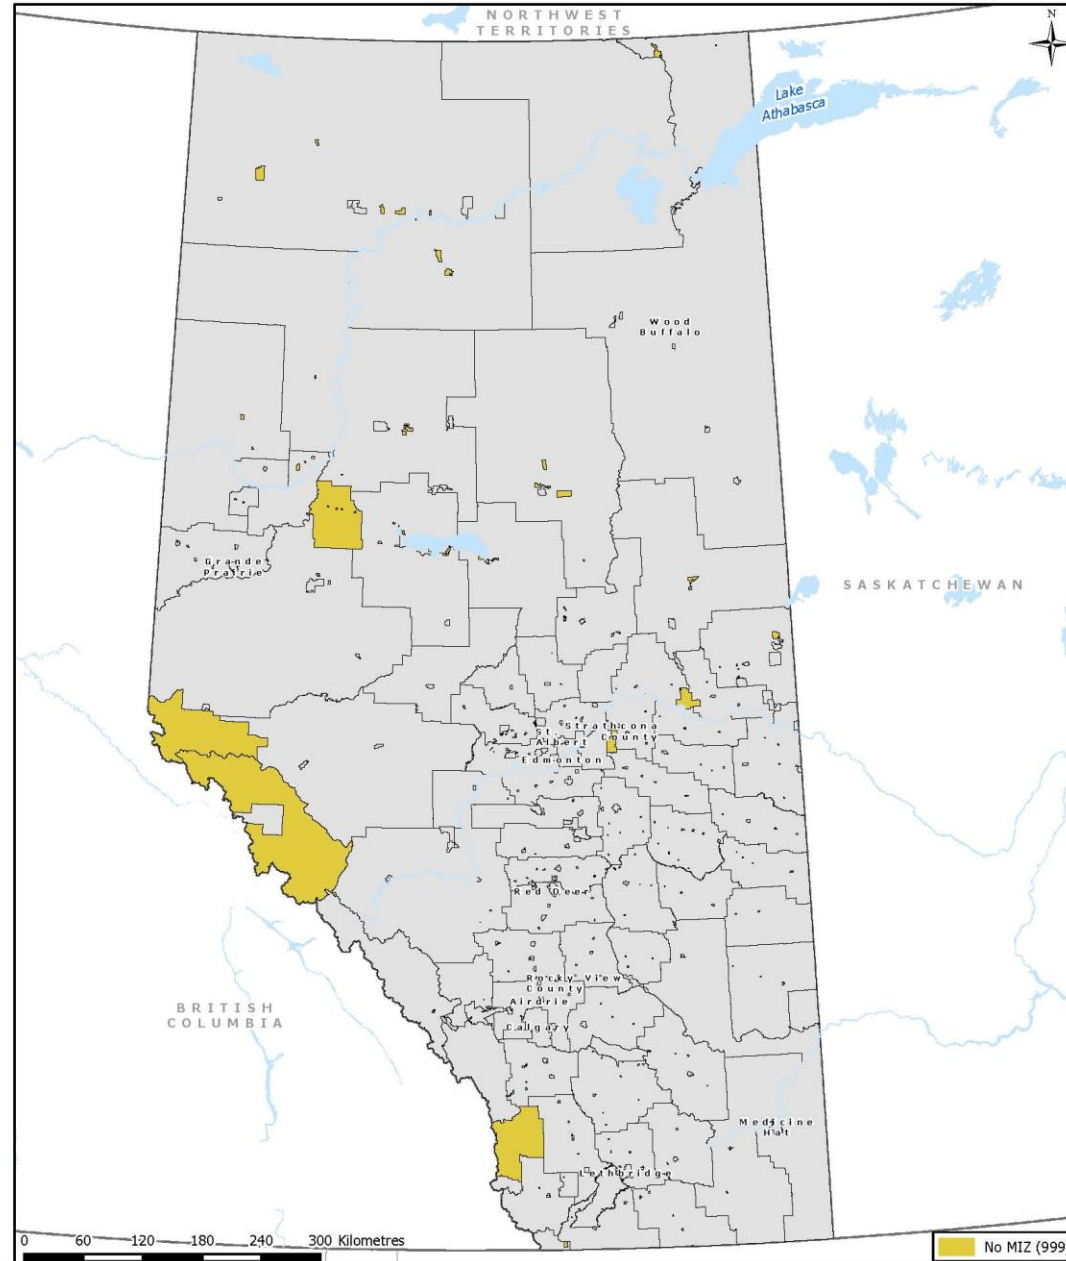 NORTHWEST
TERRITORIES
N
Lake
Athabasca
Wood
Buffalo
Grande
Prairie
SASKATCHEWAN
St.
Albert
Strathcona
County
Edmonton
Red Deer
Rocky View
County
Airdrie
Calgary
BRITISH
COLUMBIA
Medicine
Hat
Lethbridge
0 60 120 180 240 300 Kilometres
No MIZ (999